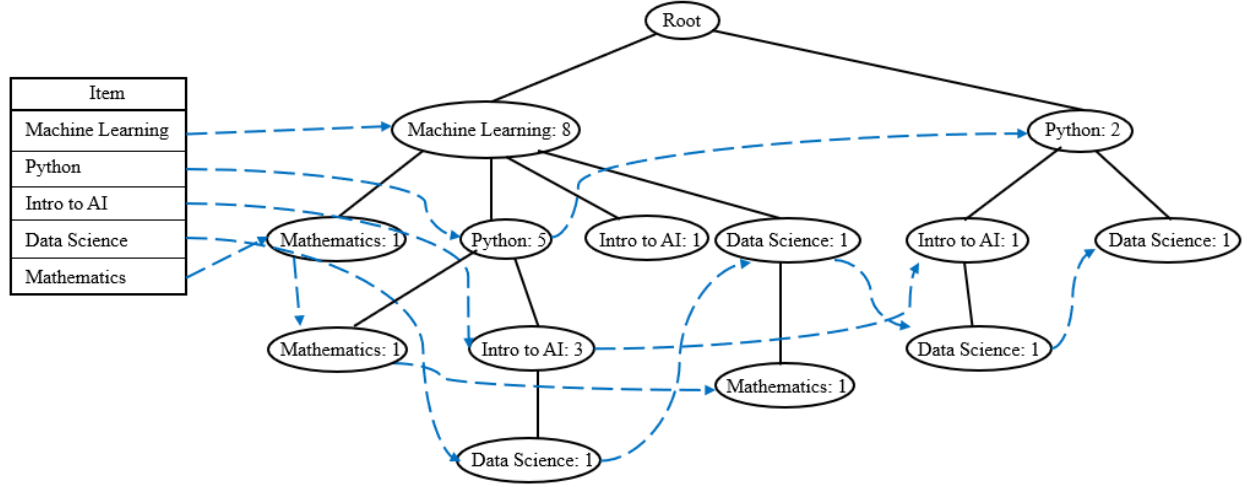 Root
Item
Machine Learning
Machine Learning: 8
Python: 2
Python
Intro to AI
Data Science
Mathematics: 1
Python: 5
Intro to AI: 1
Data Science: 1
Intro to AI: 1
Data Science: 1
Mathematics
Mathematics: 1
Intro to AI: 3
Data Science: 1
Mathematics: 1
Data Science: 1